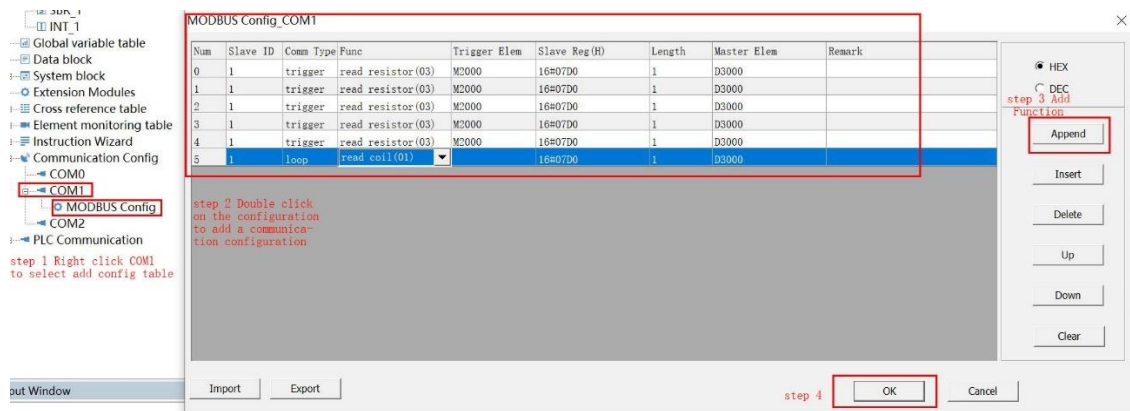 SBR_1
INT_1
Global variable table
Data block
System block
Extension Modules
Cross reference table
Element monitoring table
Instruction Wizard
Communication Config
COM0
COM1
MODBUS Config
COM2
PLC Communication
step 1 Right click COM1
to select add config table
put Window
MODBUS Config_COM1
Num Slave ID Comm Type Func Trigger Elem Slave Reg(H) Length Master Elem Remark
0 1 trigger read resistor(03) M2000 16#07D0 1 D3000
1 1 trigger read resistor(03) M2000 16#07D0 1 D3000
2 1 trigger read resistor(03) M2000 16#07D0 1 D3000
3 1 trigger read resistor(03) M2000 16#07D0 1 D3000
4 1 trigger read resistor(03) M2000 16#07D0 1 D3000
5 1 loop read coil(01) 16#07D0 1 D3000
step 2 Double click
on the configuration
to add a communica-
tion configuration
HEX
DEC
step 3 Add
Function
Append
Insert
Delete
Up
Down
Clear
Import Export
step 4 OK Cancel